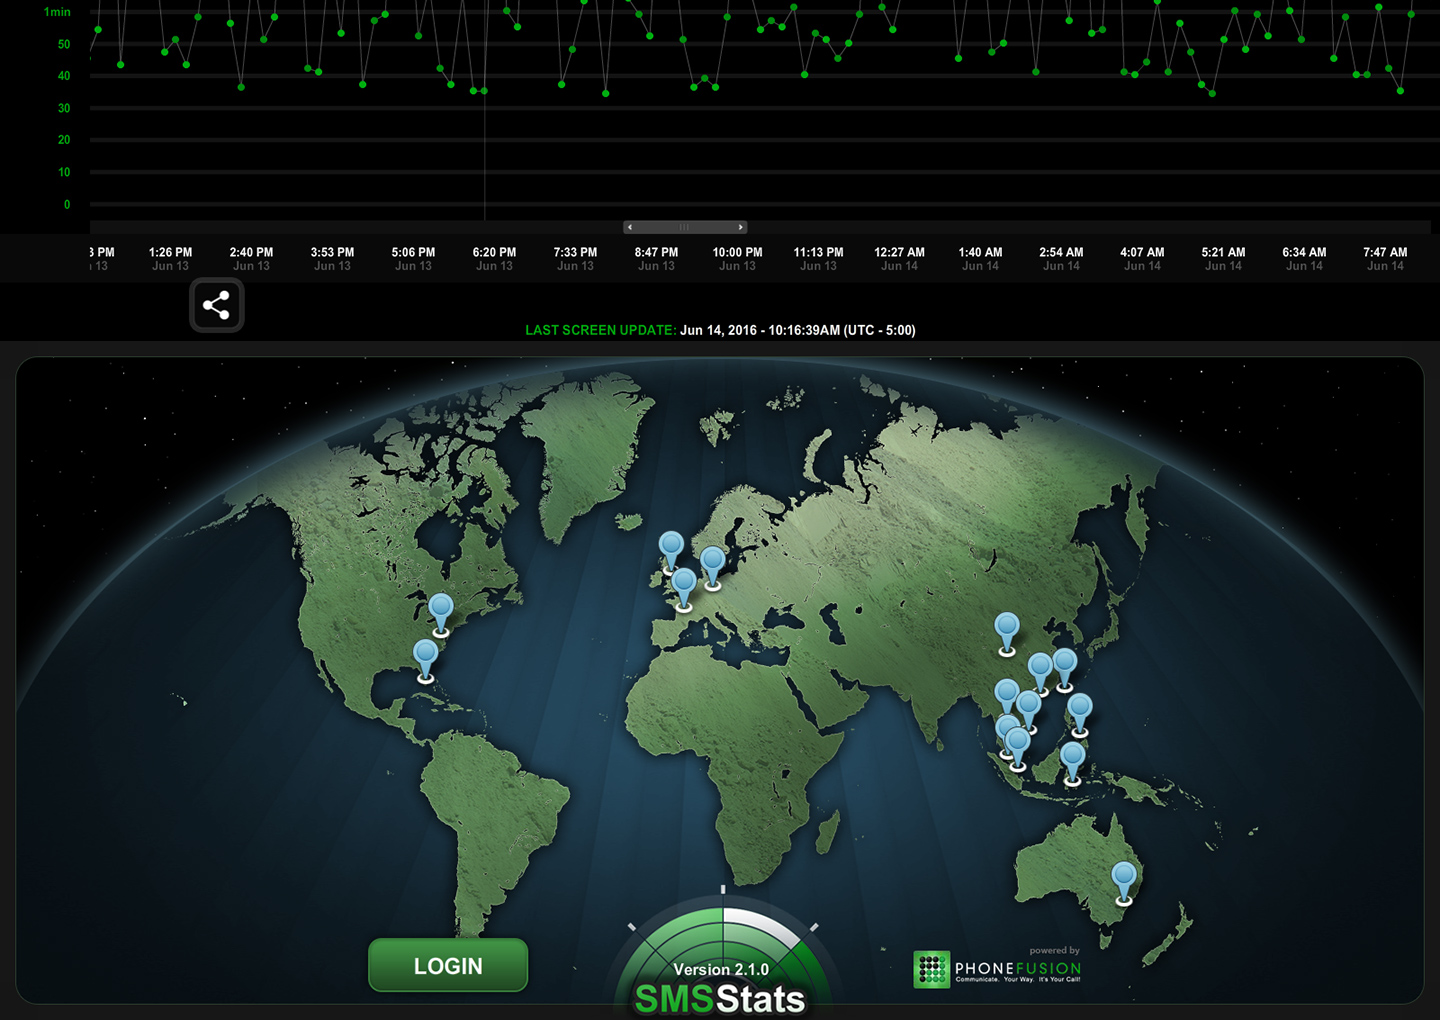 1min
50
40
30
20
10
0
3 PM 1:26 PM 2:40 PM 3:53 PM 5:06 PM 6:20 PM 7:33 PM 8:47 PM 10:00 PM 11:13 PM 12:27 AM 1:40 AM 2:54 AM 4:07 AM 5:21 AM 6:34 AM 7:47 AM
13 Jun 13 Jun 13 Jun 13 Jun 13 Jun 13 Jun 13 Jun 13 Jun 13 Jun 13 Jun 14 Jun 14 Jun 14 Jun 14 Jun 14 Jun 14 Jun 14
LAST SCREEN UPDATE: Jun 14, 2016 - 10:16:39AM (UTC - 5:00)
LOGIN
Version 2.1.0
SMSStats
powered by
PHONEFUSION
Communicate. Your Way. It's Your Call!